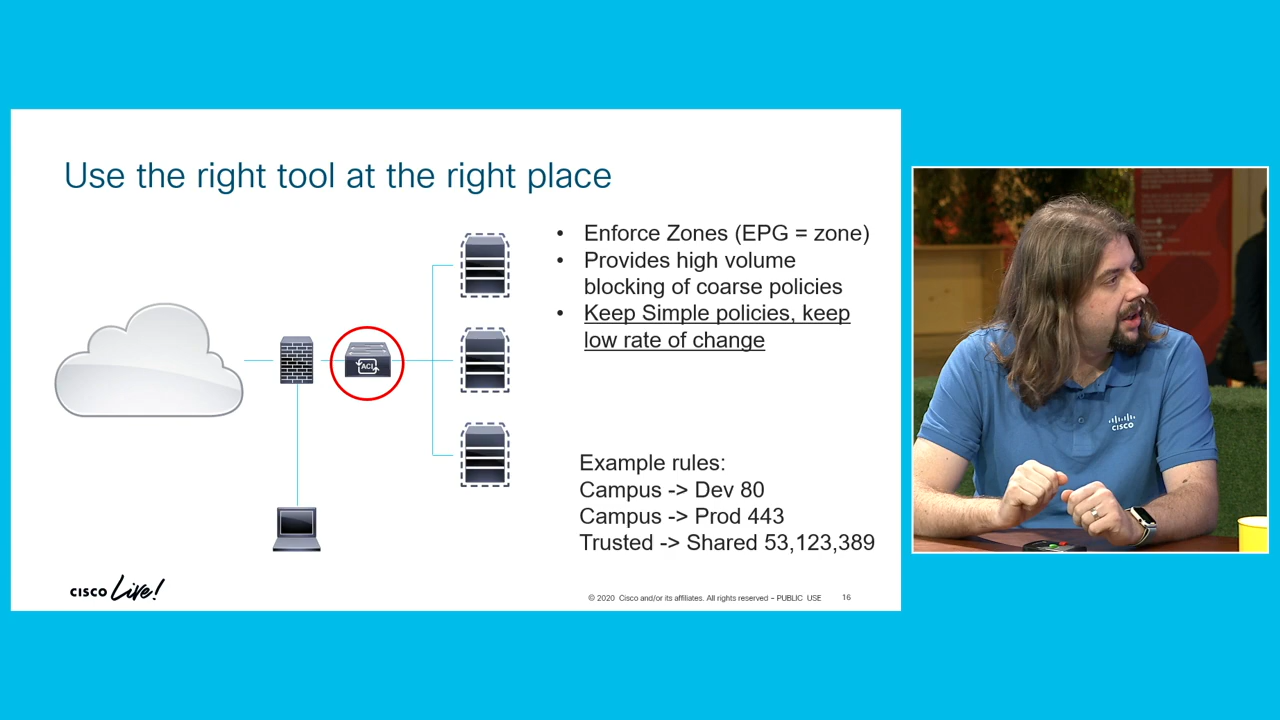 Use the right tool at the right place
• Enforce Zones (EPG = zone)
• Provides high volume
blocking of coarse policies
• Keep Simple policies, keep
low rate of change
ACI
Example rules:
Campus -> Dev 80
Campus -> Prod 443
Trusted -> Shared 53,123,389
CISCO Live!
© 2020 Cisco and/or its affiliates. All rights reserved – PUBLIC USE 16
CISCO